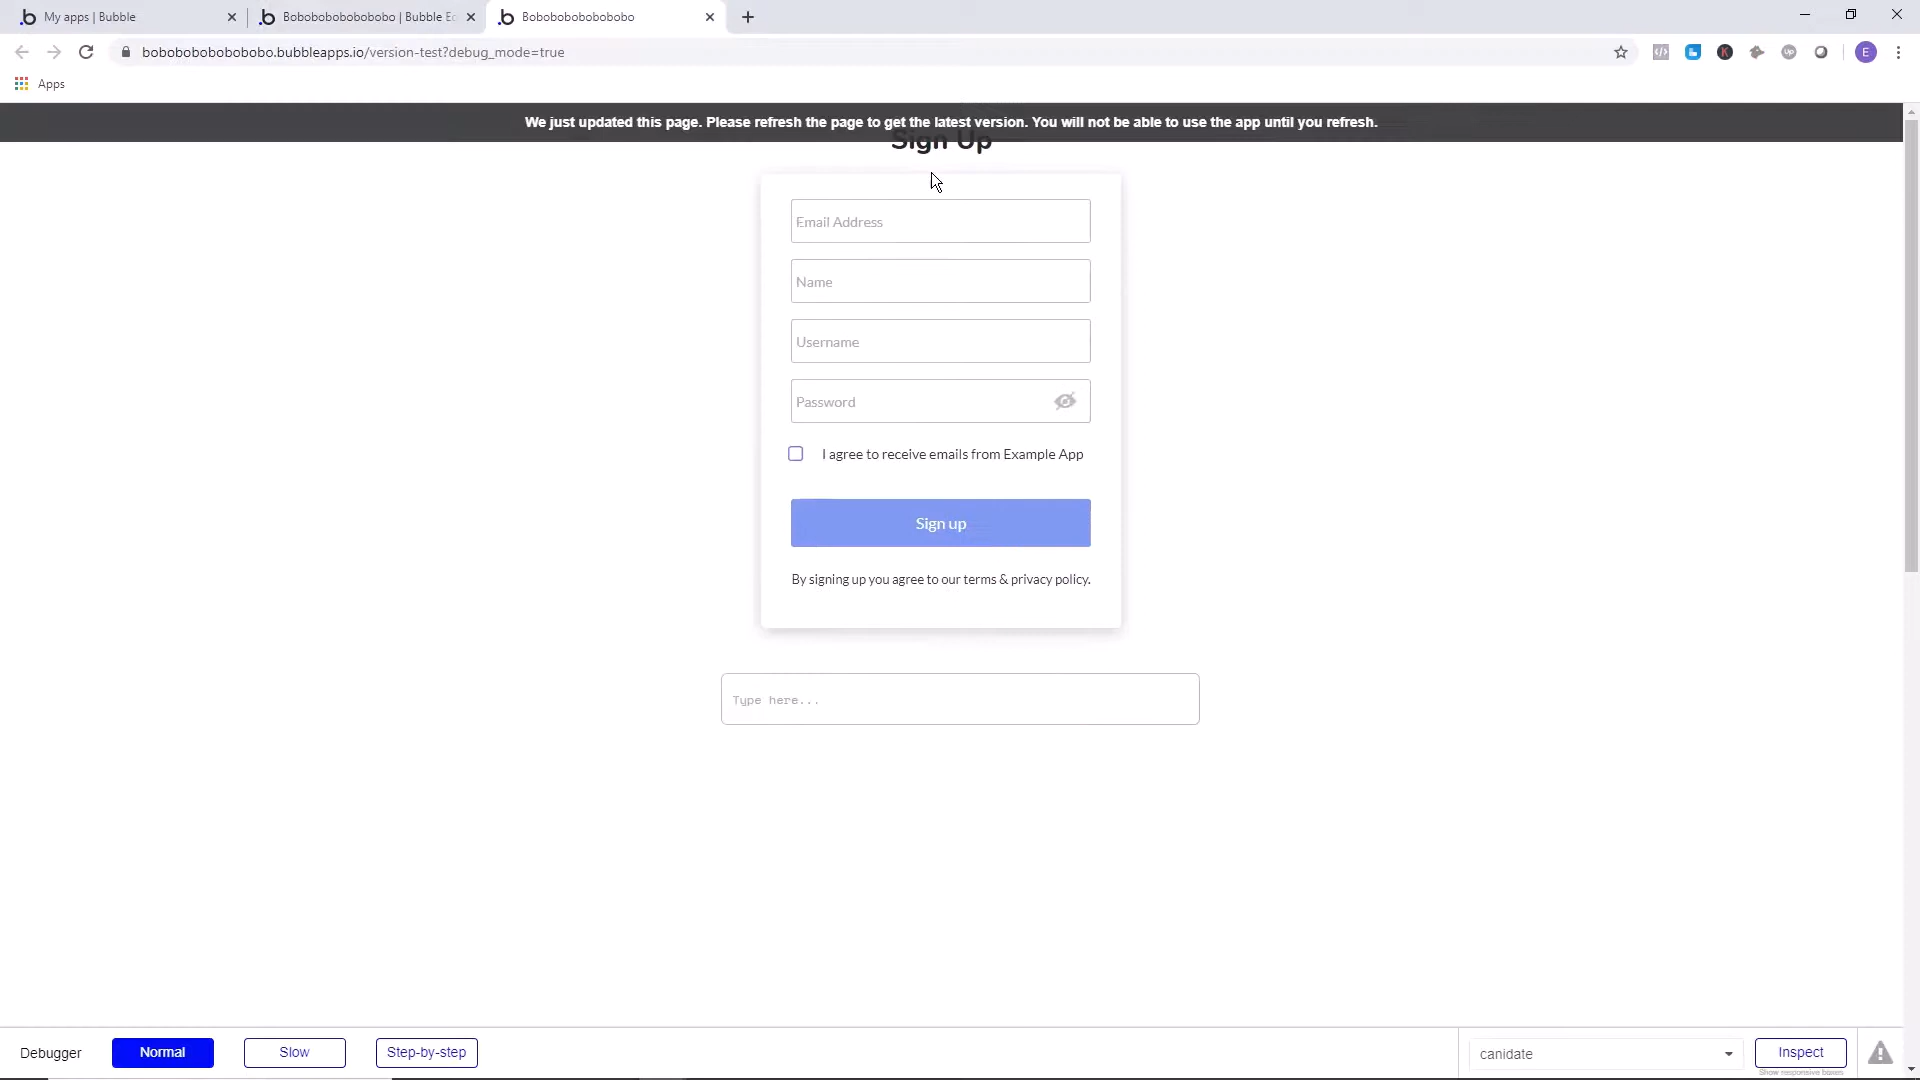 My apps | Bubble
Bobobobobobobobo | Bubble Ed
Bobobobobobobobo
bobobobobobobobo.bubbleapps.io/version-test?debug_mode=true
Apps
We just updated this page. Please refresh the page to get the latest version. You will not be able to use the app until you refresh.
Sign Up
Email Address
Name
Username
Password
I agree to receive emails from Example App
Sign up
By signing up you agree to our terms & privacy policy.
Type here...
Debugger
Normal
Slow
Step-by-step
canidate
Inspect
Show responsive boxes